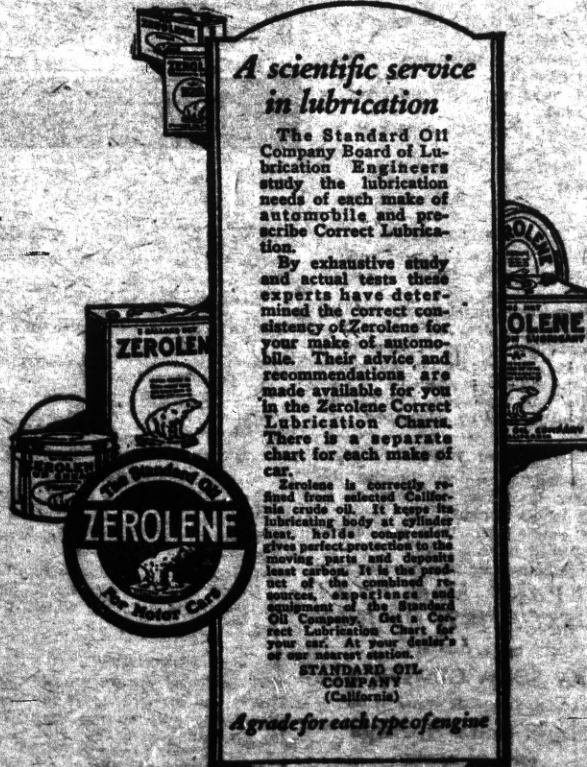 A scientific service
in lubrication
The Standard Oil
Company Board of Lu-
brication Engineers
study the lubrication
needs of each make of
automobile and pre-
scribe Correct Lubrica-
tion.
By exhaustive study
and actual tests these
experts have deter-
mined the correct con-
sistency of Zerolene for
your make of automo-
bile. Their advice and
recommendations are
made available for you
in the Zerolene Correct
Lubrication Charts.
There is a separate
chart for each make of
car.
Zerolene is correctly re-
fined from selected Califor-
nia crude oil. It keeps its
lubricating body at cylinder
heat, holds compression,
gives perfect protection to the
moving parts and deposits
least carbon. It is the prod-
uct of the combined re-
sources, experience and
equipment of the Standard
Oil Company. Get a Cor-
rect Lubrication Chart for
your car. At your dealer's
or our nearest station.
STANDARD OIL
COMPANY
(California)
A grade for each type of engine
ZEROLEN
ROLENE
OLENE
The Standard Oil
ZEROLENE
For Motor Cars